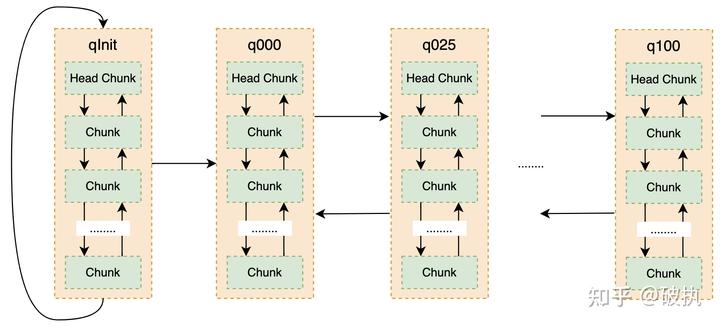 qInit
Head Chunk
Chunk
Chunk
........
Chunk
q000
Head Chunk
Chunk
Chunk
........
Chunk
q025
Head Chunk
Chunk
Chunk
........
Chunk
........
q100
Head Chunk
Chunk
Chunk
........
Chunk
知乎 @破执